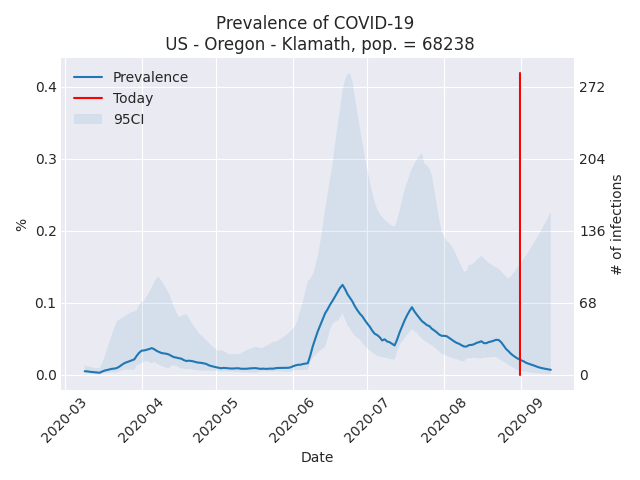 Prevalence of COVID-19
US - Oregon - Klamath, pop. = 68238
Prevalence
Today
95CI
0.4
0.3
0.2
0.1
0.0
%
272
204
136
68
0
# of infections
2020-03
2020-04
2020-05
2020-06
2020-07
2020-08
2020-09
Date